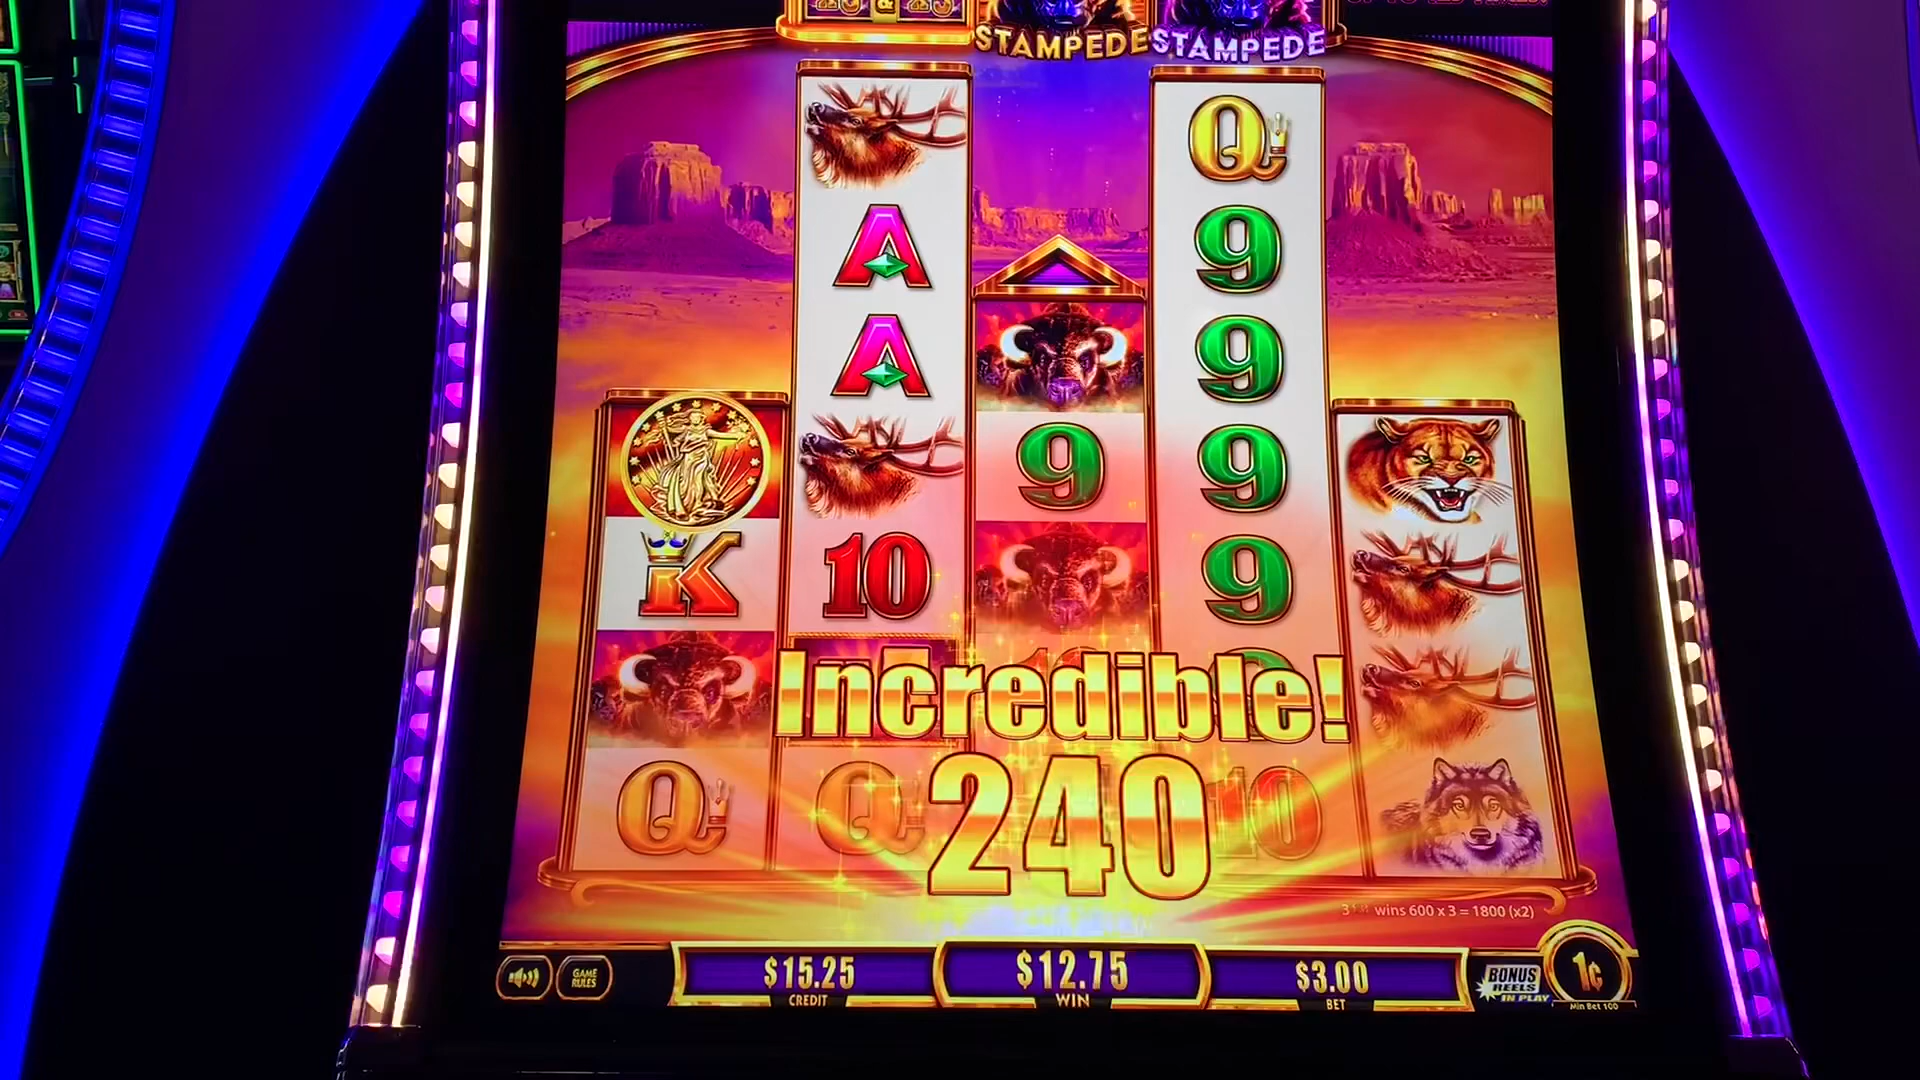 STAMPEDE STAMPEDE
Q
A 9
A 9
9 9
K 10 9
Incredible!
Q Q 240 10
wins 600 x 3 = 1800 (x2)
GAME RULES $15.25 $12.75 $3.00 BONUS REELS IN PLAY 1¢
CREDIT WIN BET Min Bet 100